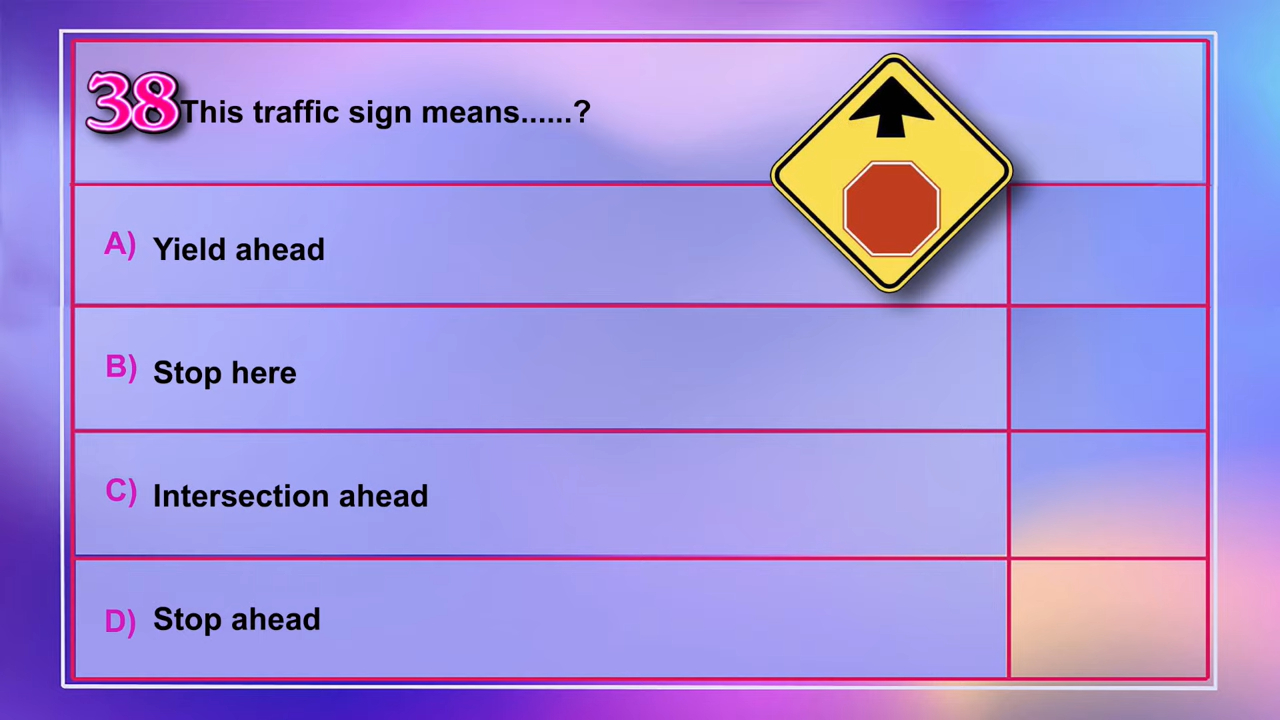 38 This traffic sign means......?
A) Yield ahead
B) Stop here
C) Intersection ahead
D) Stop ahead